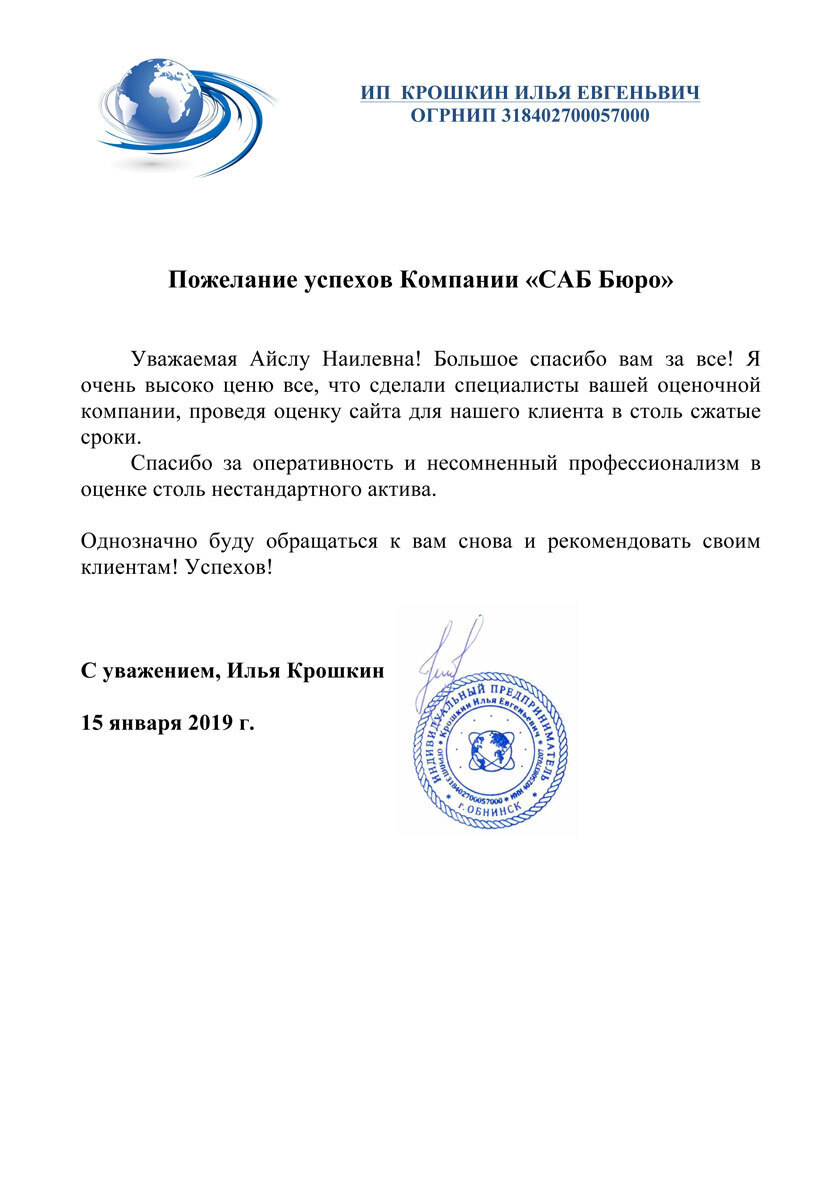 ИП КРОШКИН ИЛЬЯ ЕВГЕНЬВИЧ
ОГРНИП 318402700057000
Пожелание успехов Компании «САБ Бюро»
Уважаемая Айслу Наилевна! Большое спасибо вам за все! Я
очень высоко ценю все, что сделали специалисты вашей оценочной
компании, проведя оценку сайта для нашего клиента в столь сжатые
сроки.
Спасибо за оперативность и несомненный профессионализм в
оценке столь нестандартного актива.
Однозначно буду обращаться к вам снова и рекомендовать своим
клиентам! Успехов!
С уважением, Илья Крошкин
15 января 2019 г.
ИНДИВИДУАЛЬНЫЙ ПРЕДПРИНИМАТЕЛЬ
* г. ОБНИНСК *
* Крошкин Илья Евгеньевич *
ОГРНИП 318402700057000 * ИНН